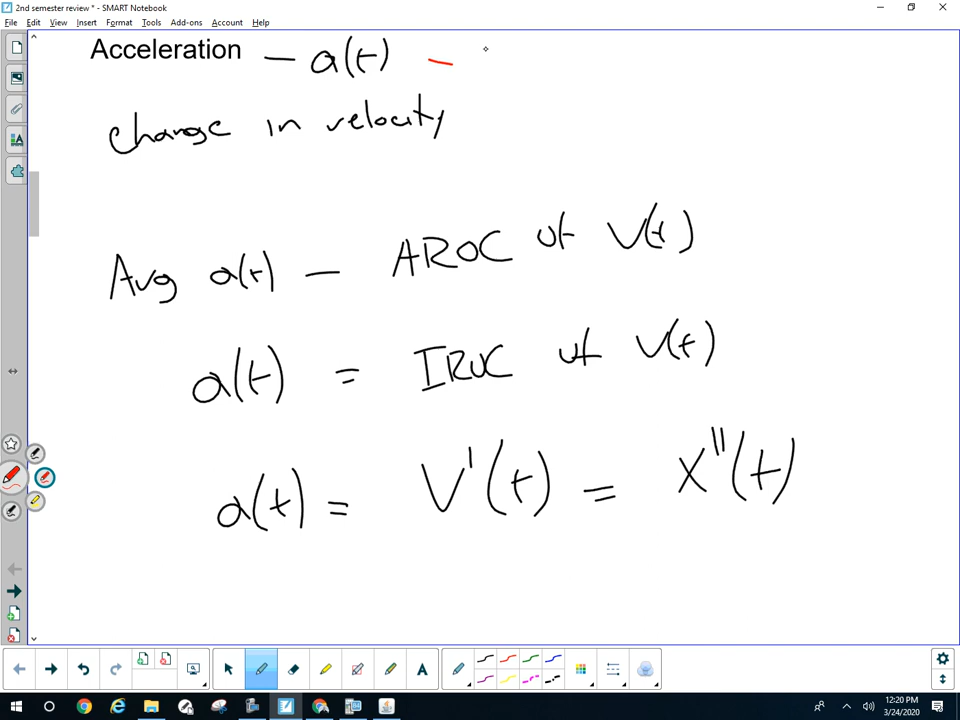 2nd semester review * - SMART Notebook
File Edit View Insert Format Tools Add-ons Account Help
Acceleration – a(t) –
change in velocity
Avg a(t) – AROC of V(t)
a(t) = IROC of V(t)
a(t) = V'(t) = X''(t)
12:20 PM
3/24/2020